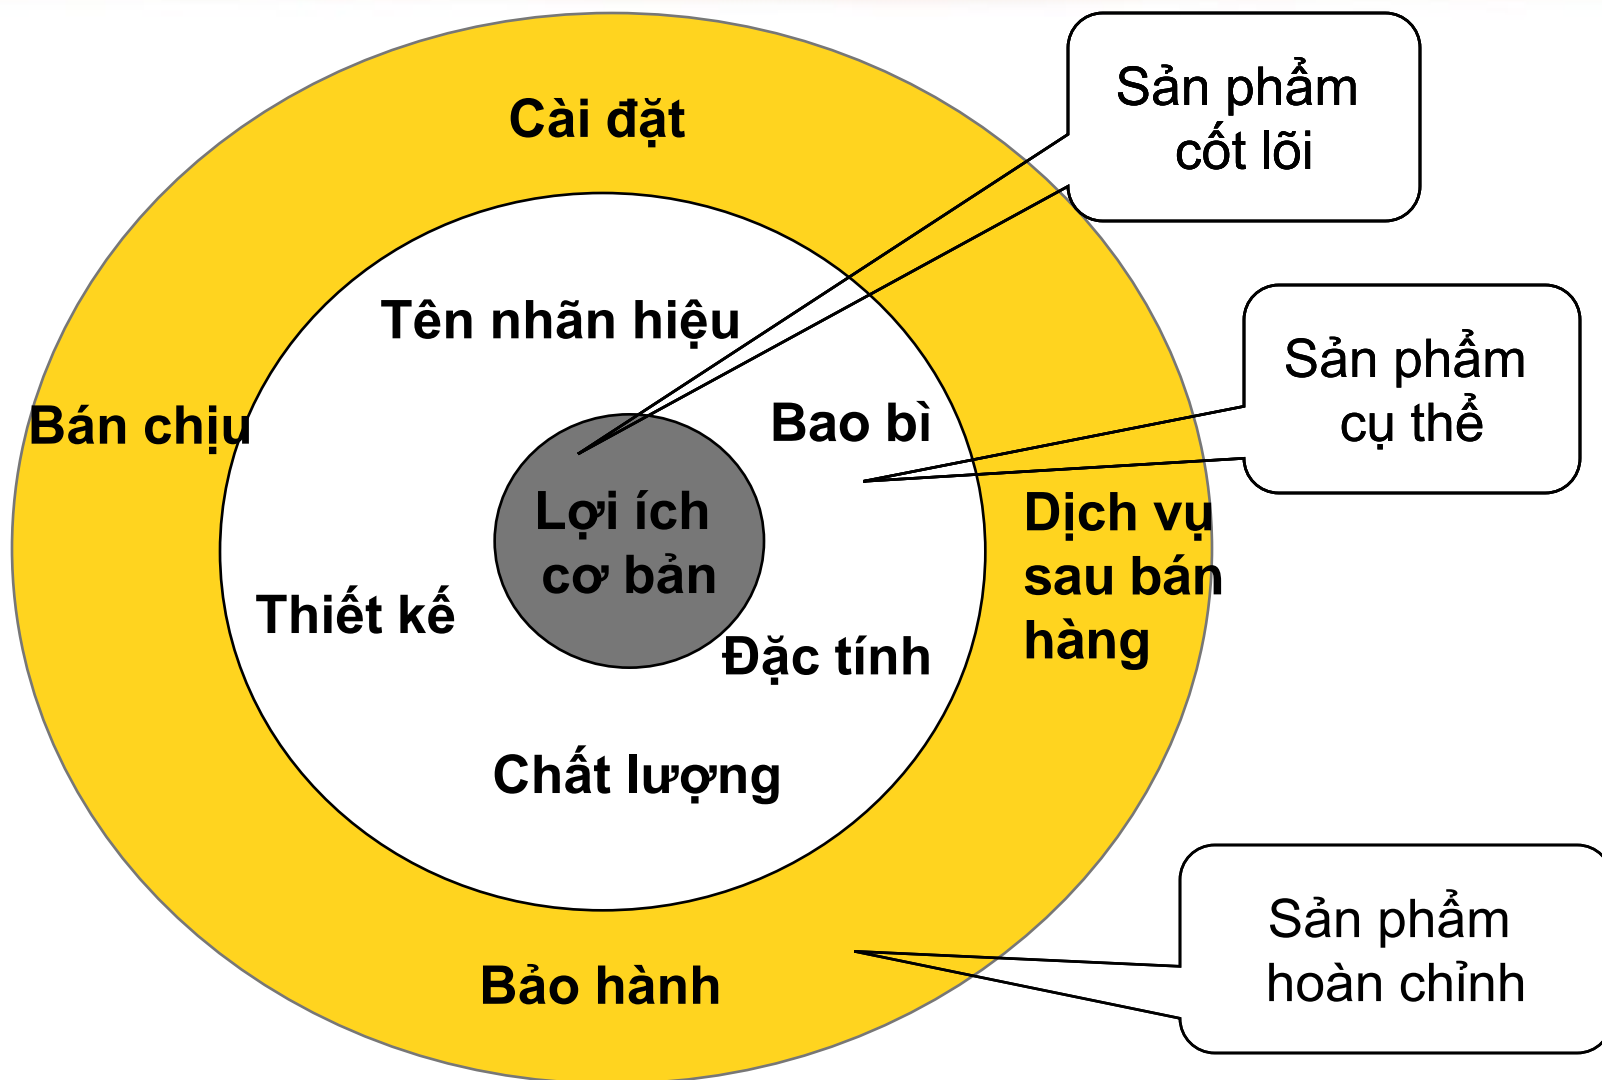 Sản phẩm
cốt lõi
Cài đặt
Tên nhãn hiệu
Sản phẩm
cụ thể
Bán chịu
Bao bì
Lợi ích
cơ bản
Dịch vụ
sau bán
hàng
Thiết kế
Đặc tính
Chất lượng
Sản phẩm
hoàn chỉnh
Bảo hành